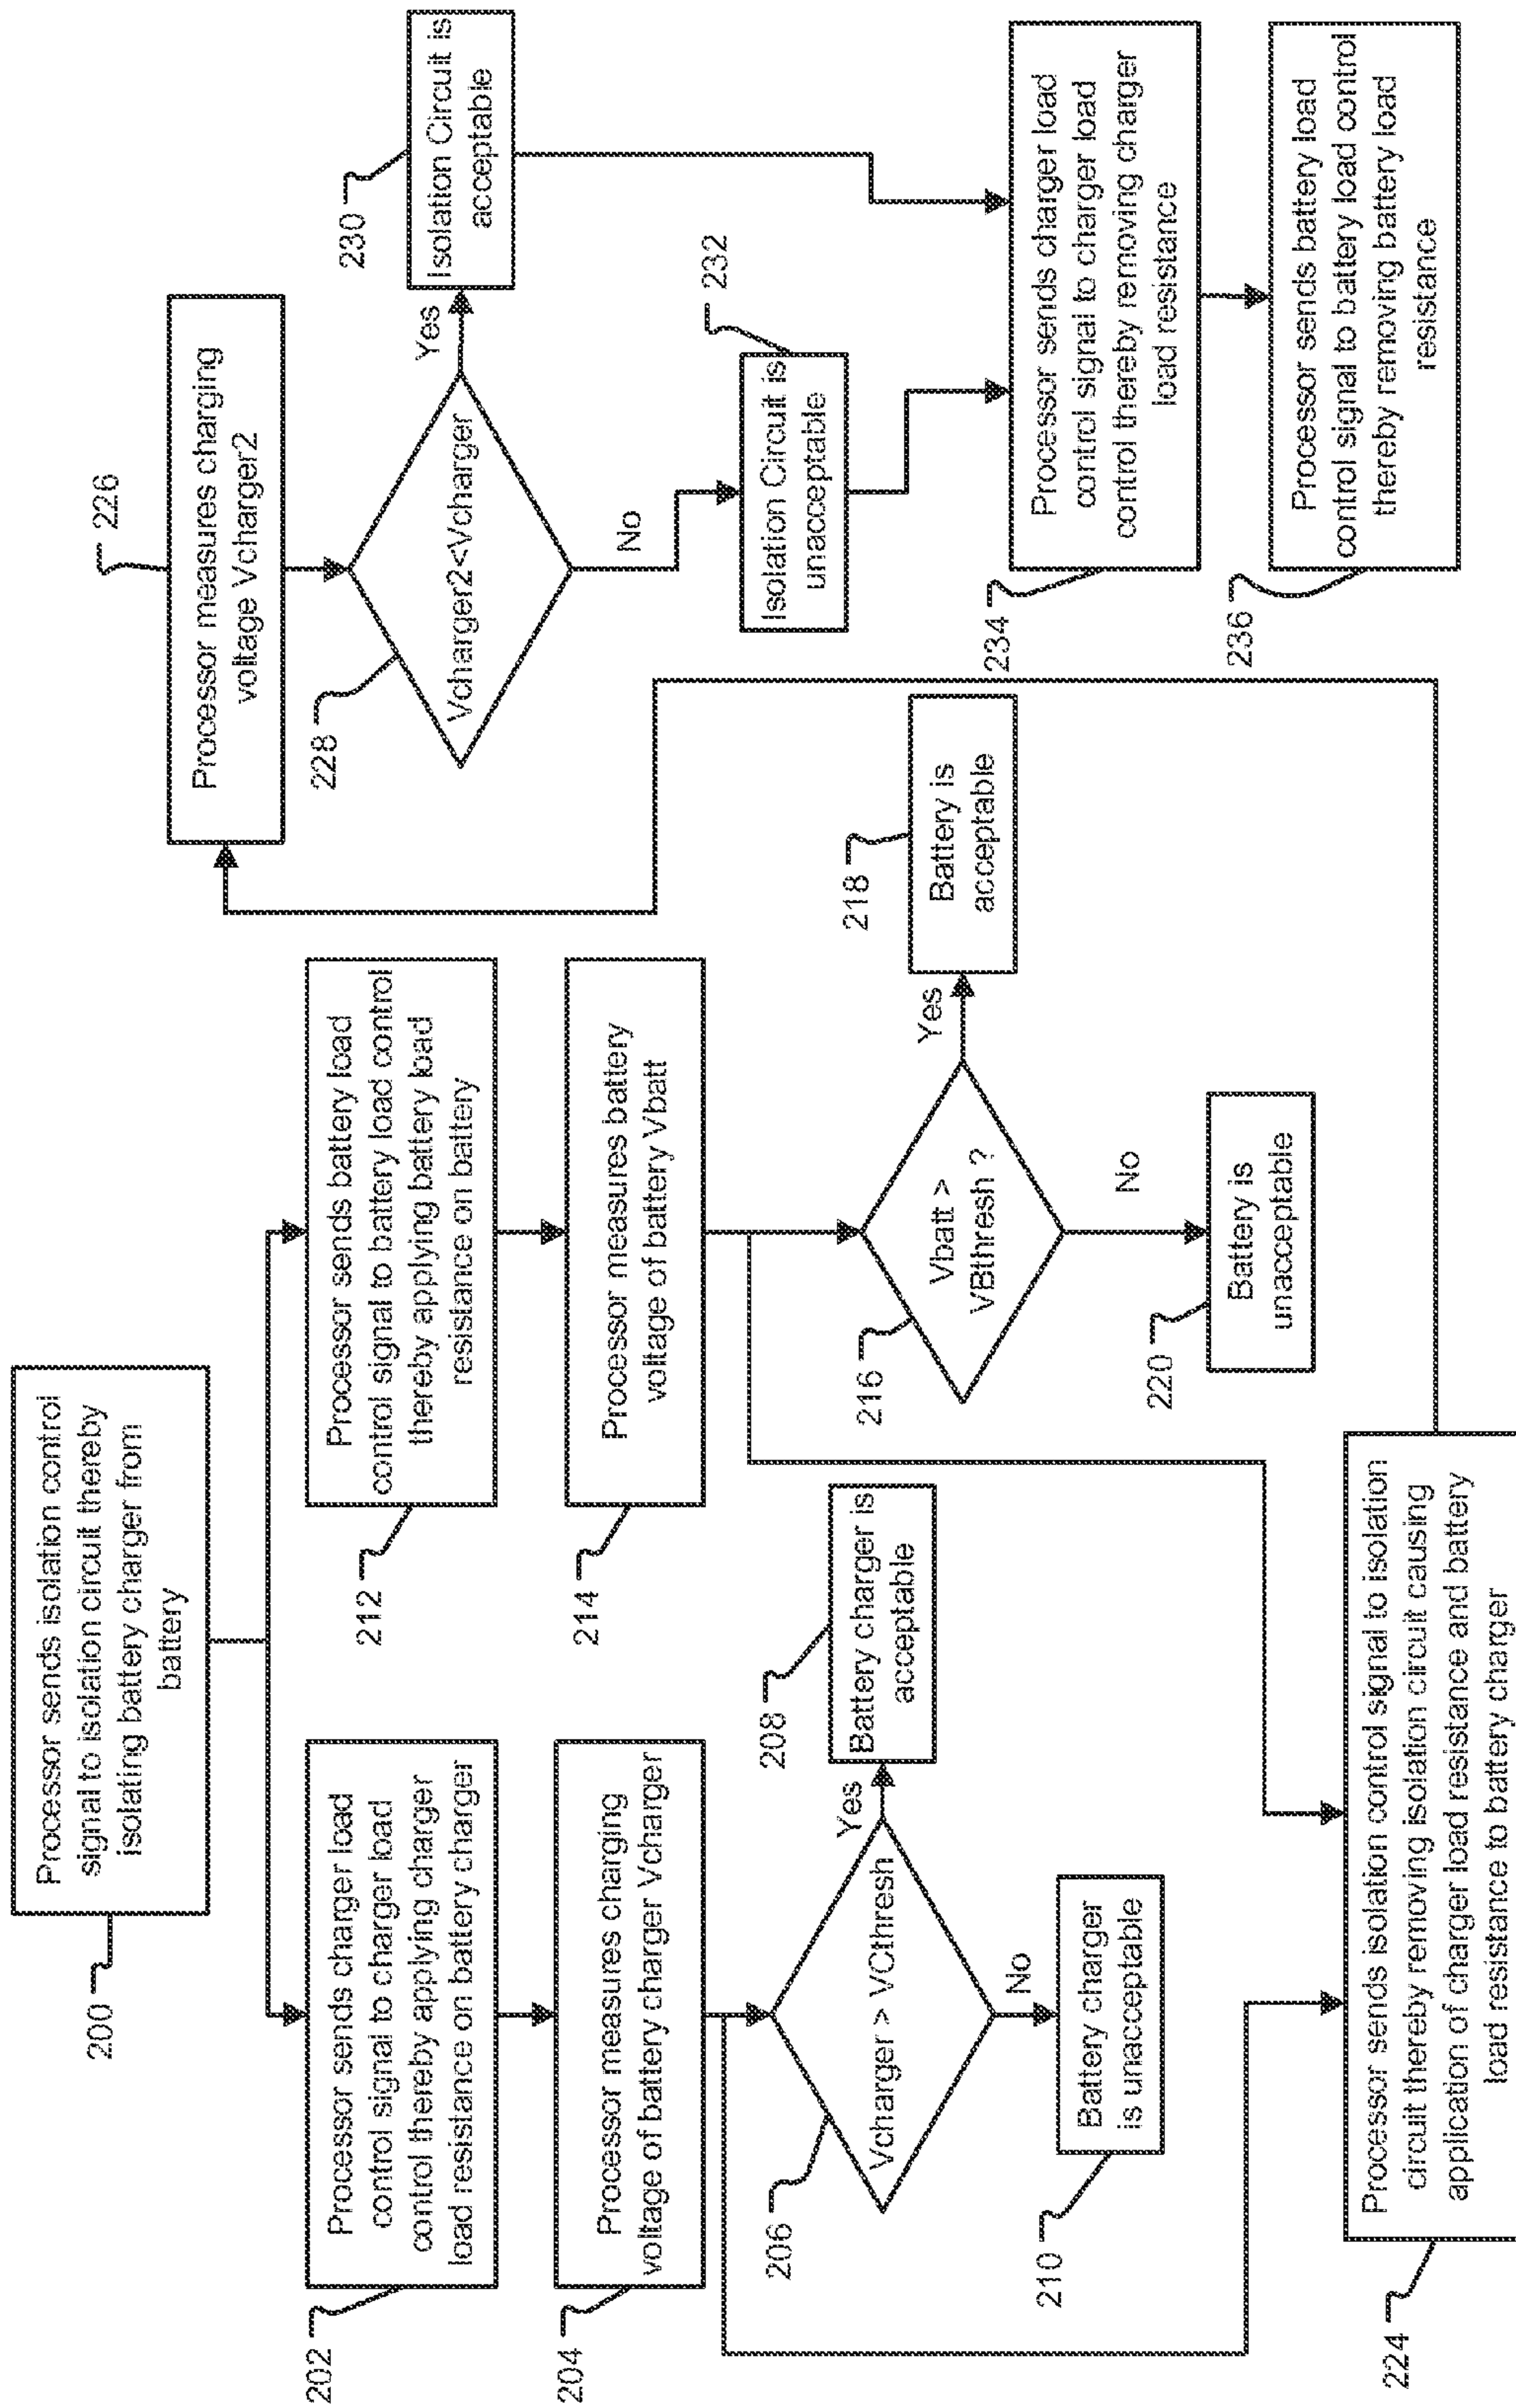 200
Processor sends isolation control
signal to isolation circuit thereby
isolating battery charger from
battery
202
Processor sends charger load
control signal to charger load
control thereby applying charger
load resistance on battery charger
204
Processor measures charging
voltage of battery charger Vcharger
206
Vcharger > VCthresh
Yes
208
Battery charger is
acceptable
No
210
Battery charger
is unacceptable
212
Processor sends battery load
control signal to battery load control
thereby applying battery load
resistance on battery
214
Processor measures battery
voltage of battery Vbatt
216
Vbatt >
VBthresh ?
Yes
218
Battery is
acceptable
No
220
Battery is
unacceptable
224
Processor sends isolation control signal to isolation
circuit thereby removing isolation circuit causing
application of charger load resistance and battery
load resistance to battery charger
226
Processor measures charging
voltage Vcharger2
228
Vcharger2<Vcharger
Yes
230
Isolation Circuit is
acceptable
No
232
Isolation Circuit is
unacceptable
234
Processor sends charger load
control signal to charger load
control thereby removing charger
load resistance
236
Processor sends battery load
control signal to battery load control
thereby removing battery load
resistance